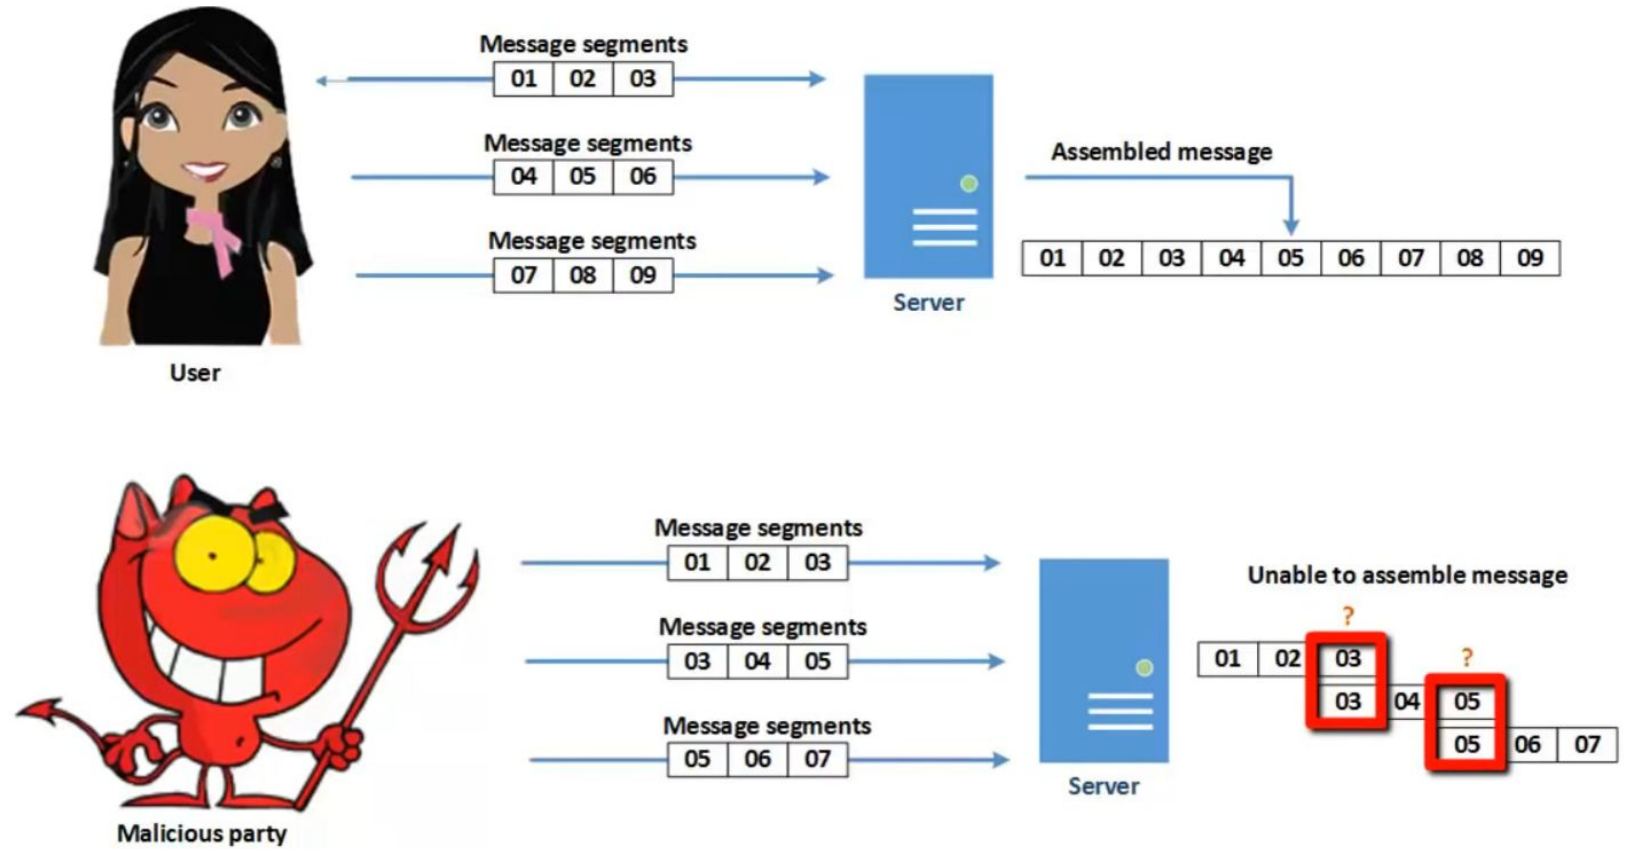 Message segments
01 02 03
Message segments
04 05 06
Message segments
07 08 09
Server
Assembled message
01 02 03 04 05 06 07 08 09
User
Message segments
01 02 03
Message segments
03 04 05
Message segments
05 06 07
Server
Unable to assemble message
?
01 02 03
?
03 04 05
05 06 07
Malicious party